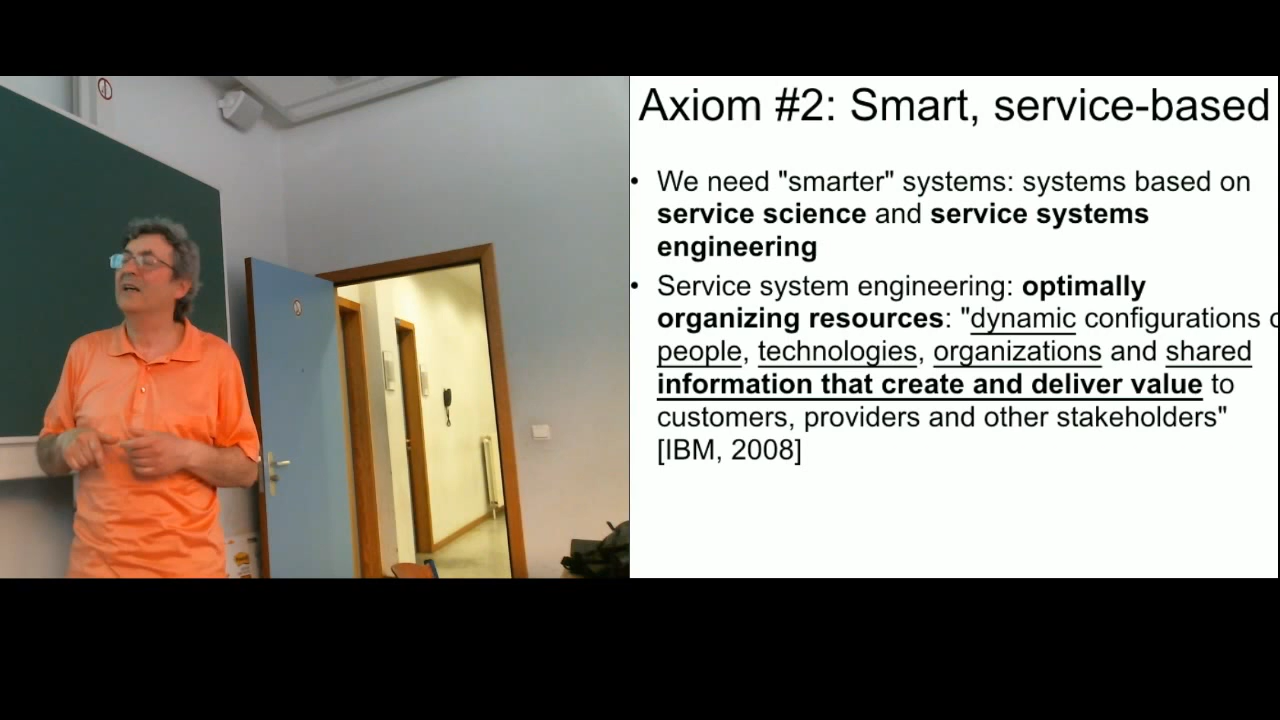 Axiom #2: Smart, service-based
• We need "smarter" systems: systems based on
service science and service systems
engineering
• Service system engineering: optimally
organizing resources: "dynamic configurations
people, technologies, organizations and shared
information that create and deliver value to
customers, providers and other stakeholders"
[IBM, 2008]